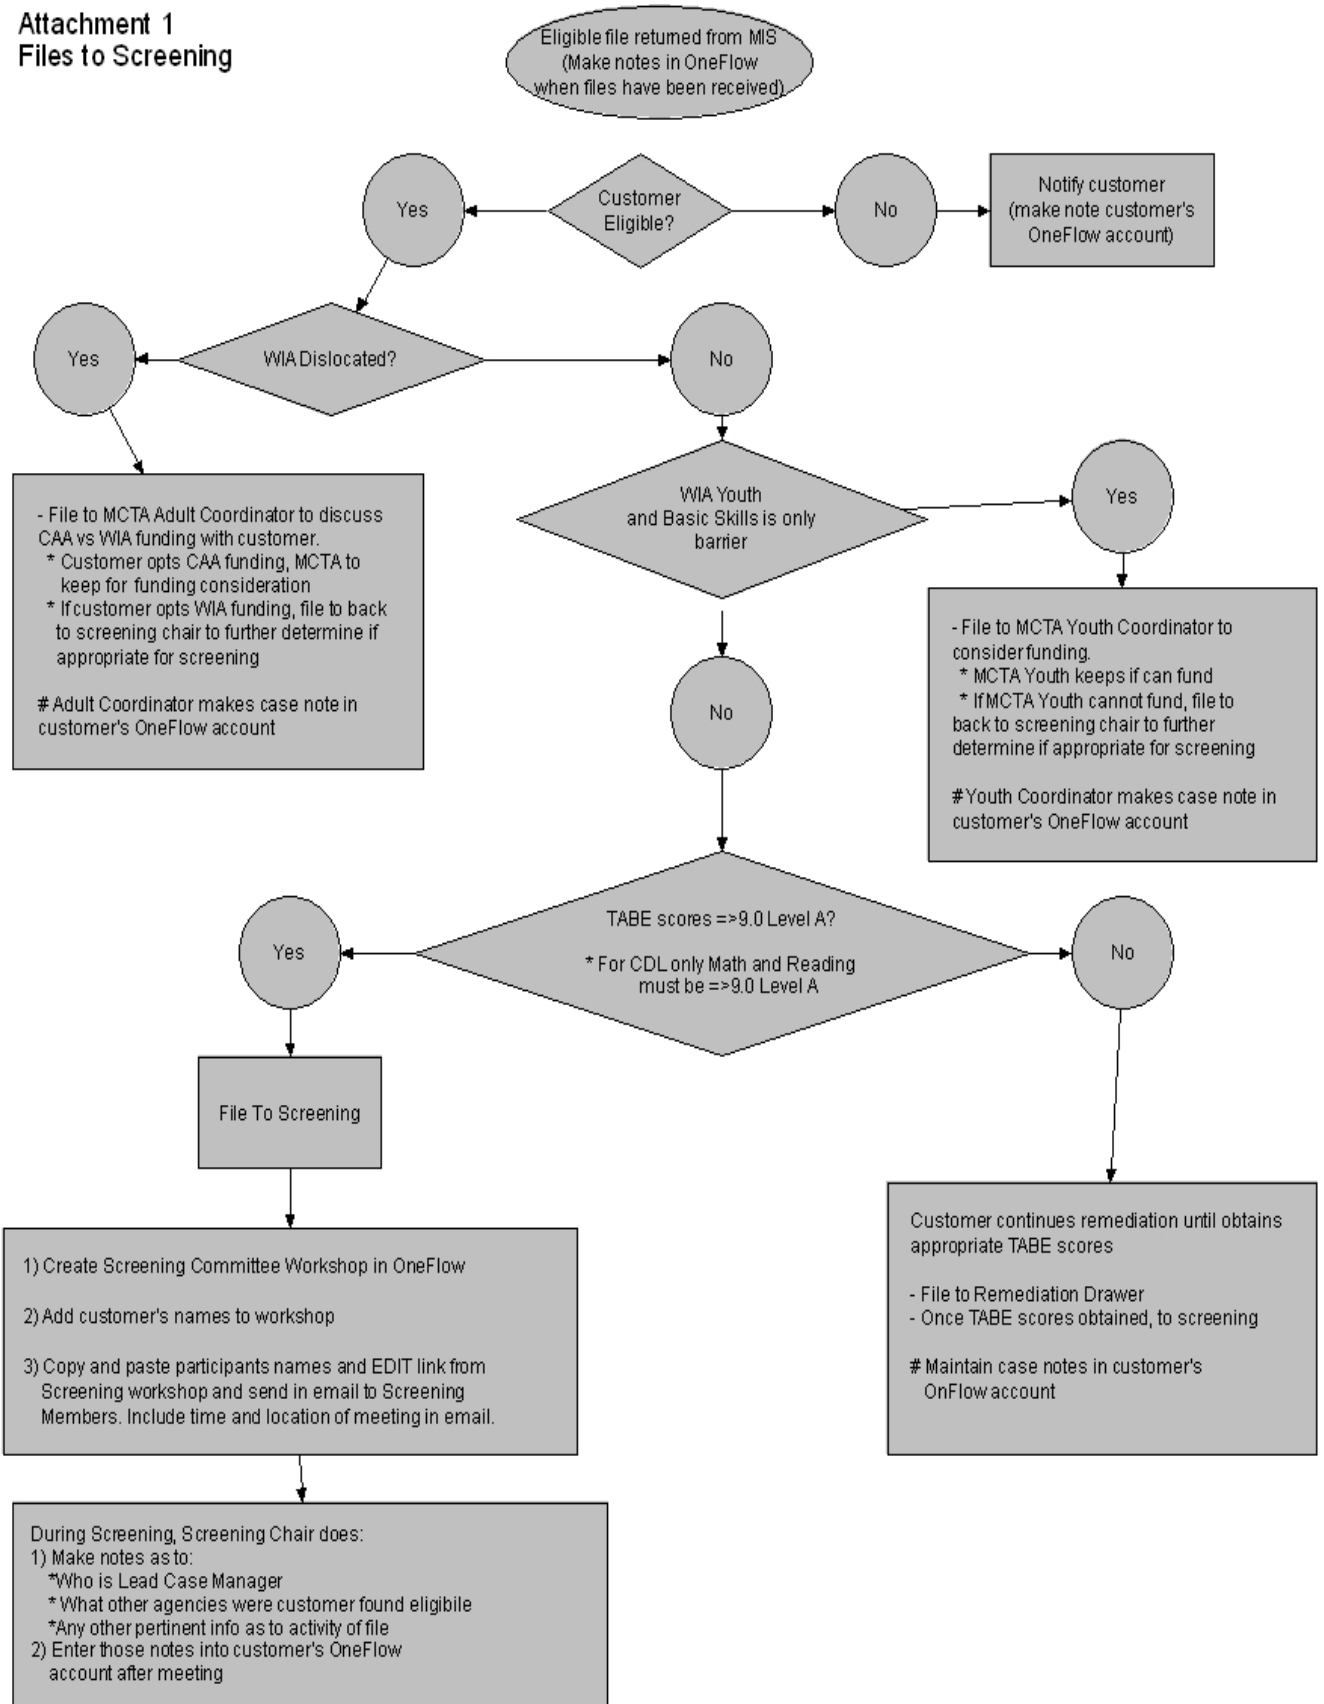 Attachment 1
Files to Screening
Eligible file returned from MIS
(Make notes in OneFlow
when files have been received)
Customer
Eligible?
Yes
No
Notify customer
(make note customer's
OneFlow account)
WIA Dislocated?
Yes
No
- File to MCTA Adult Coordinator to discuss
CAA vs WIA funding with customer.
* Customer opts CAA funding, MCTA to
keep for funding consideration
* If customer opts WIA funding, file to back
to screening chair to further determine if
appropriate for screening
# Adult Coordinator makes case note in
customer's OneFlow account
WIA Youth
and Basic Skills is only
barrier
Yes
- File to MCTA Youth Coordinator to
consider funding.
* MCTA Youth keeps if can fund
* If MCTA Youth cannot fund, file to
back to screening chair to further
determine if appropriate for screening
# Youth Coordinator makes case note in
customer's OneFlow account
No
TABE scores =>9.0 Level A?
* For CDL only Math and Reading
must be =>9.0 Level A
Yes
No
File To Screening
1) Create Screening Committee Workshop in OneFlow
2) Add customer's names to workshop
3) Copy and paste participants names and EDIT link from
Screening workshop and send in email to Screening
Members. Include time and location of meeting in email.
Customer continues remediation until obtains
appropriate TABE scores
- File to Remediation Drawer
- Once TABE scores obtained, to screening
# Maintain case notes in customer's
OnFlow account
During Screening, Screening Chair does:
1) Make notes as to:
*Who is Lead Case Manager
* What other agencies were customer found eligibile
*Any other pertinent info as to activity of file
2) Enter those notes into customer's OneFlow
account after meeting